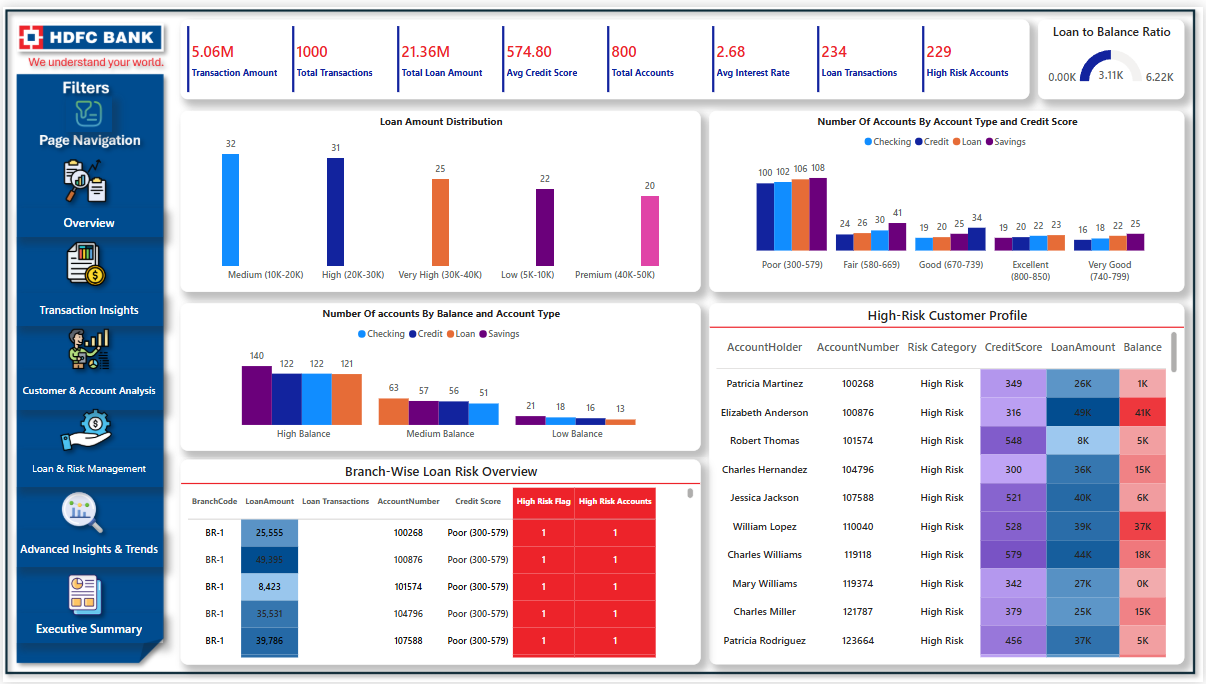 HDFC BANK
We understand your world.
Filters
Page Navigation
Overview
Transaction Insights
Customer & Account Analysis
Loan & Risk Management
Advanced Insights & Trends
Executive Summary
5.06M 1000 21.36M 574.80 800 2.68 234 229
Transaction Amount Total Transactions Total Loan Amount Avg Credit Score Total Accounts Avg Interest Rate Loan Transactions High Risk Accounts
Loan to Balance Ratio
0.00K 3.11K 6.22K
Loan Amount Distribution
32 31 25 22 20
Medium (10K-20K) High (20K-30K) Very High (30K-40K) Low (5K-10K) Premium (40K-50K)
Number Of Accounts By Account Type and Credit Score
Checking Credit Loan Savings
100 102 106 108 24 26 30 41 19 20 25 34 19 20 22 23 16 18 22 25
Poor (300-579) Fair (580-669) Good (670-739) Excellent Very Good
(800-850) (740-799)
Number Of accounts By Balance and Account Type
Checking Credit Loan Savings
140 122 122 121 63 57 56 51 21 18 16 13
High Balance Medium Balance Low Balance
Branch-Wise Loan Risk Overview
BranchCode LoanAmount Loan Transactions AccountNumber Credit Score High Risk Flag High Risk Accounts
BR-1 25,555 100268 Poor (300-579) 1 1
BR-1 49,395 100876 Poor (300-579) 1 1
BR-1 8,423 101574 Poor (300-579) 1 1
BR-1 35,531 104796 Poor (300-579) 1 1
BR-1 39,786 107588 Poor (300-579) 1 1
High-Risk Customer Profile
AccountHolder AccountNumber Risk Category CreditScore LoanAmount Balance
Patricia Martinez 100268 High Risk 349 26K 1K
Elizabeth Anderson 100876 High Risk 316 49K 41K
Robert Thomas 101574 High Risk 548 8K 5K
Charles Hernandez 104796 High Risk 300 36K 15K
Jessica Jackson 107588 High Risk 521 40K 6K
William Lopez 110040 High Risk 528 39K 37K
Charles Williams 119118 High Risk 579 44K 18K
Mary Williams 119374 High Risk 342 27K 0K
Charles Miller 121787 High Risk 379 25K 15K
Patricia Rodriguez 123664 High Risk 456 37K 5K